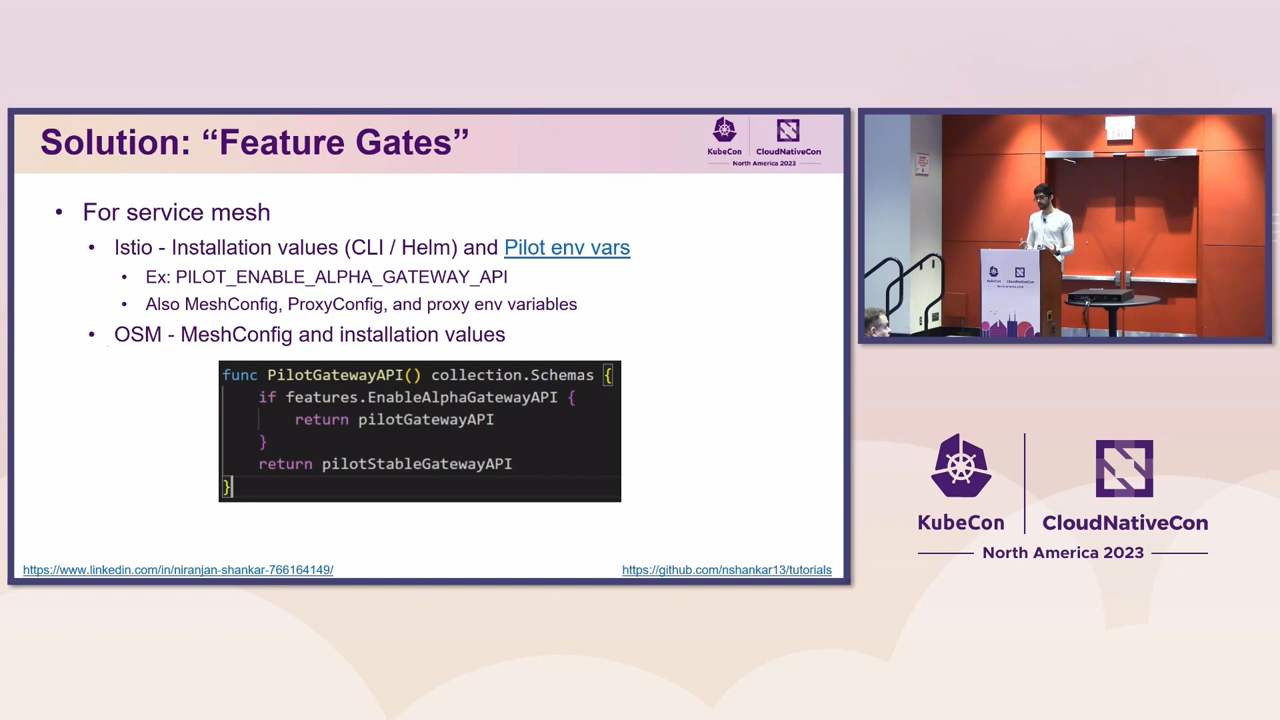 Solution: “Feature Gates”
KubeCon
CloudNativeCon
North America 2023
• For service mesh
• Istio - Installation values (CLI / Helm) and Pilot env vars
• Ex: PILOT_ENABLE_ALPHA_GATEWAY_API
• Also MeshConfig, ProxyConfig, and proxy env variables
• OSM - MeshConfig and installation values
func PilotGatewayAPI() collection.Schemas {
if features.EnableAlphaGatewayAPI {
return pilotGatewayAPI
}
return pilotStableGatewayAPI
}
https://www.linkedin.com/in/niranjan-shankar-766164149/
https://github.com/nshankar13/tutorials
EXIT
KubeCon
CloudNativeCon
North America 2023